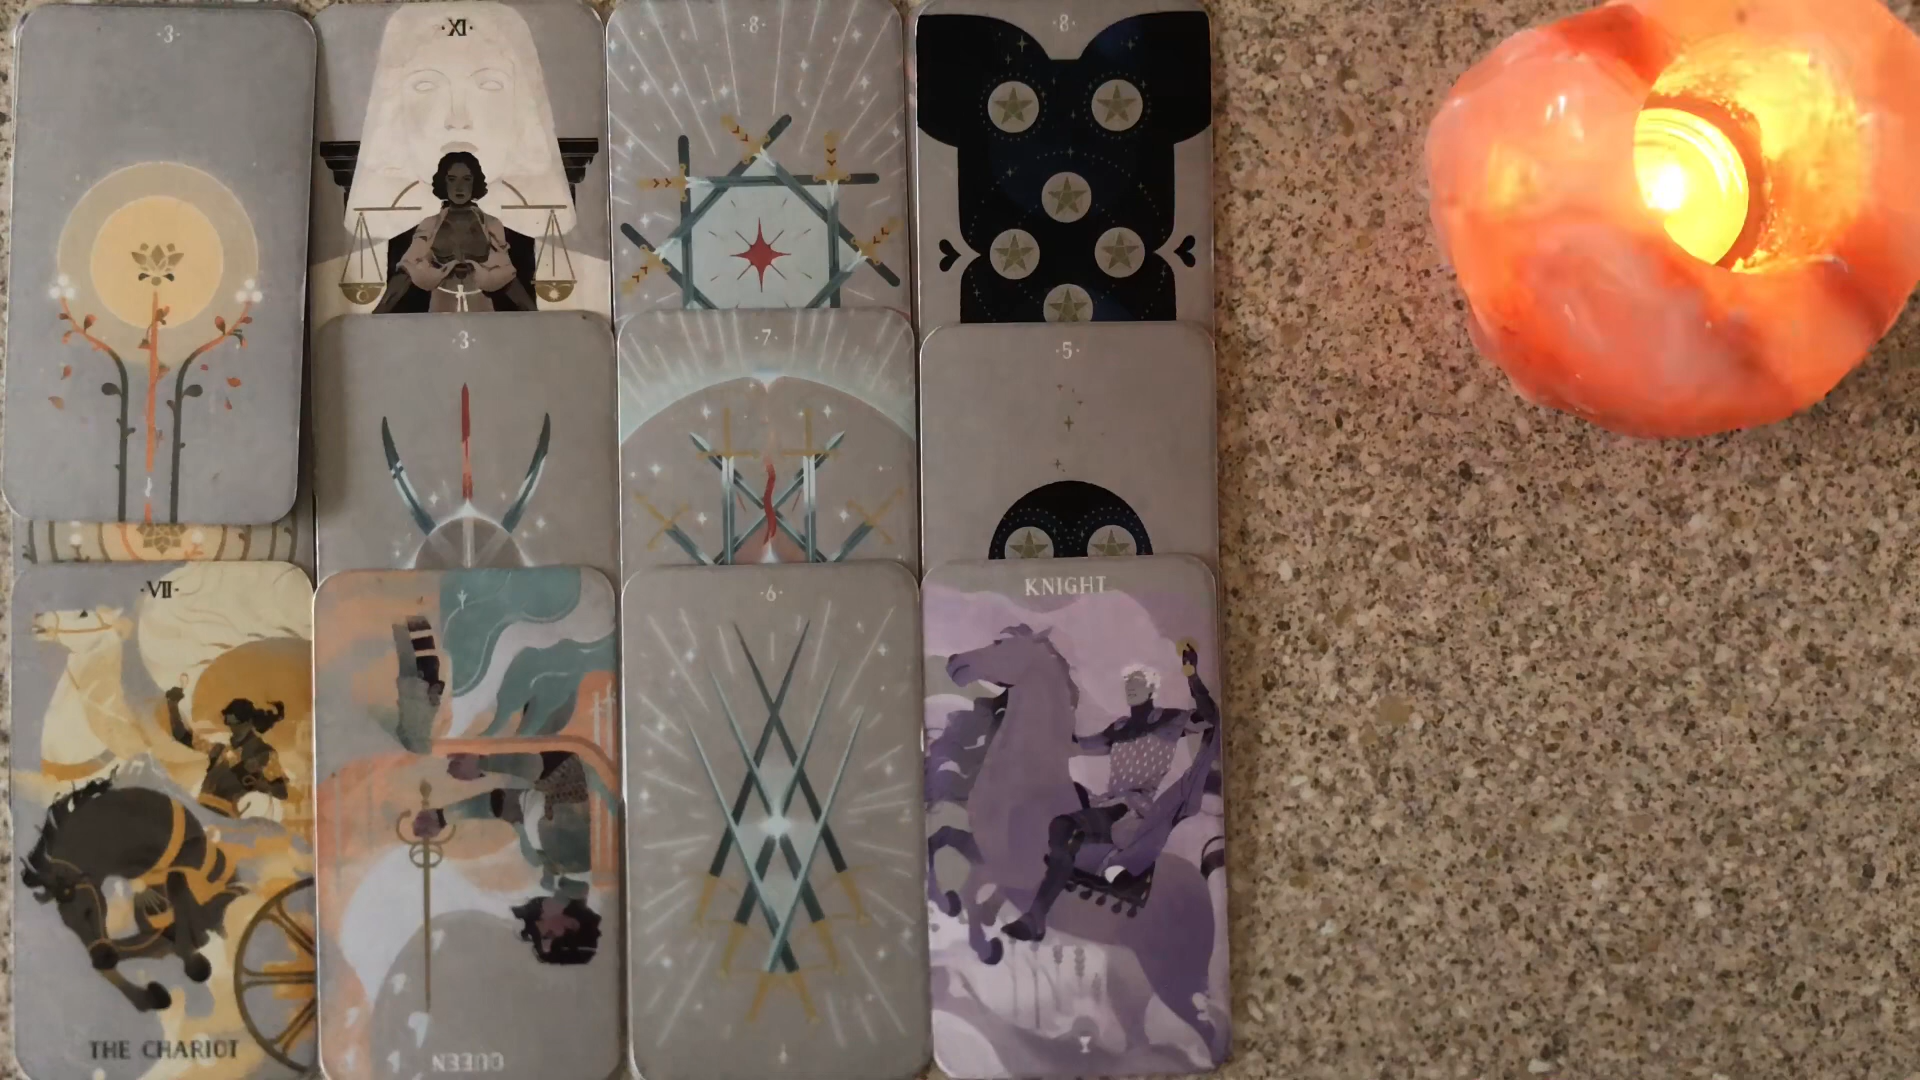 ·3·
·XI·
·8·
·8·
·3·
·7·
·5·
·VII·
·6·
KNIGHT
THE CHARIOT
QUEEN